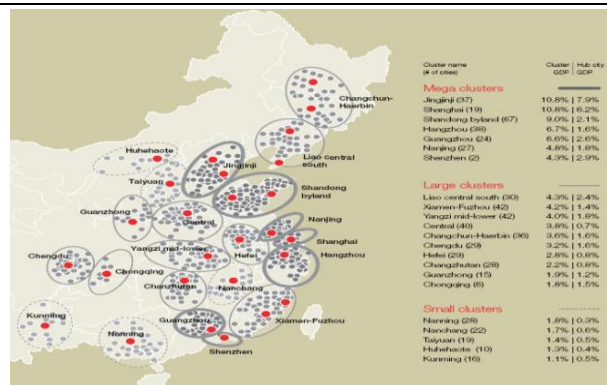 Changchun-
Haerbin
Huhehaote
Liao central
south
Jingjinji
Taiyuan
Shandong
byland
Guanzhong
Central
Nanjing
Yangzi mid-lower
Shanghai
Chengdu
Hefei
Hangzhou
Chongqing
Changzhutan
Nanchang
Kunming
Guangzhou
Xiamen-Fuzhou
Nanning
Shenzhen
Cluster name
(# of cities)
Cluster | Hub city
GDP | GDP
Mega clusters
Jingjinji (37) 10.8% | 7.9%
Shanghai (19) 10.8% | 6.2%
Shandong byland (67) 9.0% | 2.1%
Hangzhou (38) 6.7% | 1.6%
Guangzhou (24) 6.6% | 2.6%
Nanjing (27) 4.8% | 1.8%
Shenzhen (2) 4.3% | 2.9%
Large clusters
Liao central south (30) 4.3% | 2.4%
Xiamen-Fuzhou (42) 4.2% | 1.4%
Yangzi mid-lower (42) 4.0% | 1.8%
Central (40) 3.8% | 0.7%
Changchun-Haerbin (36) 3.6% | 1.6%
Chengdu (29) 3.2% | 1.6%
Hefei (29) 2.8% | 0.8%
Changzhutan (28) 2.2% | 0.8%
Guanzhong (15) 1.9% | 1.2%
Chongqing (6) 1.8% | 1.5%
Small clusters
Nanning (28) 1.8% | 0.3%
Nanchang (22) 1.7% | 0.6%
Taiyuan (19) 1.4% | 0.5%
Huhehaote (10) 1.3% | 0.4%
Kunming (16) 1.1% | 0.5%